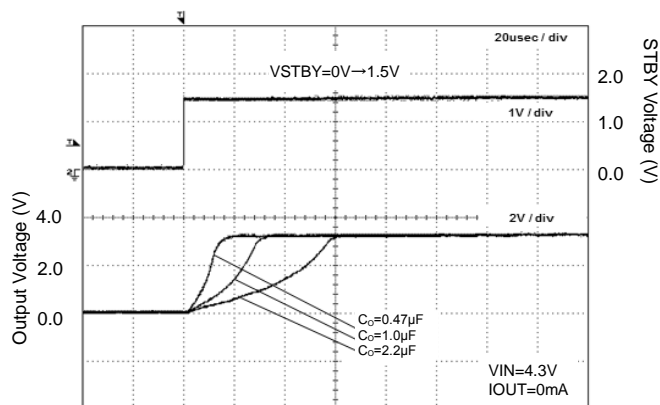 20usec / div
VSTBY=0V→1.5V
2.0
1V / div
1.0
0.0
STBY Voltage (V)
4.0
2V / div
2.0
0.0
Output Voltage (V)
Co=0.47μF
Co=1.0μF
Co=2.2μF
VIN=4.3V
IOUT=0mA